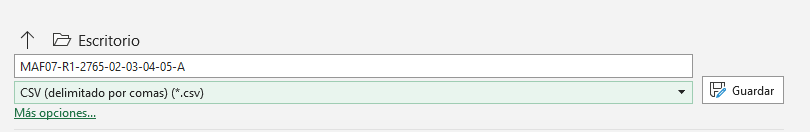 Escritorio
MAF07-R1-2765-02-03-04-05-A
CSV (delimitado por comas) (*.csv)
Guardar
Más opciones...